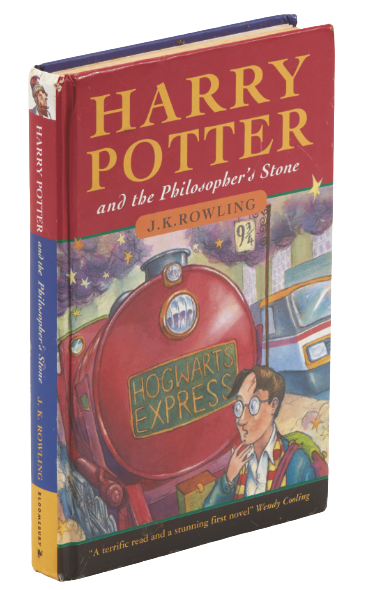 HARRY
POTTER
and the Philosopher's Stone
J.K.ROWLING
9¾
HOGWARTS
EXPRESS
"A terrific read and a stunning first novel" Wendy Cooling
HARRY POTTER
and the Philosopher's Stone
J. K. ROWLING
BLOOMSBURY